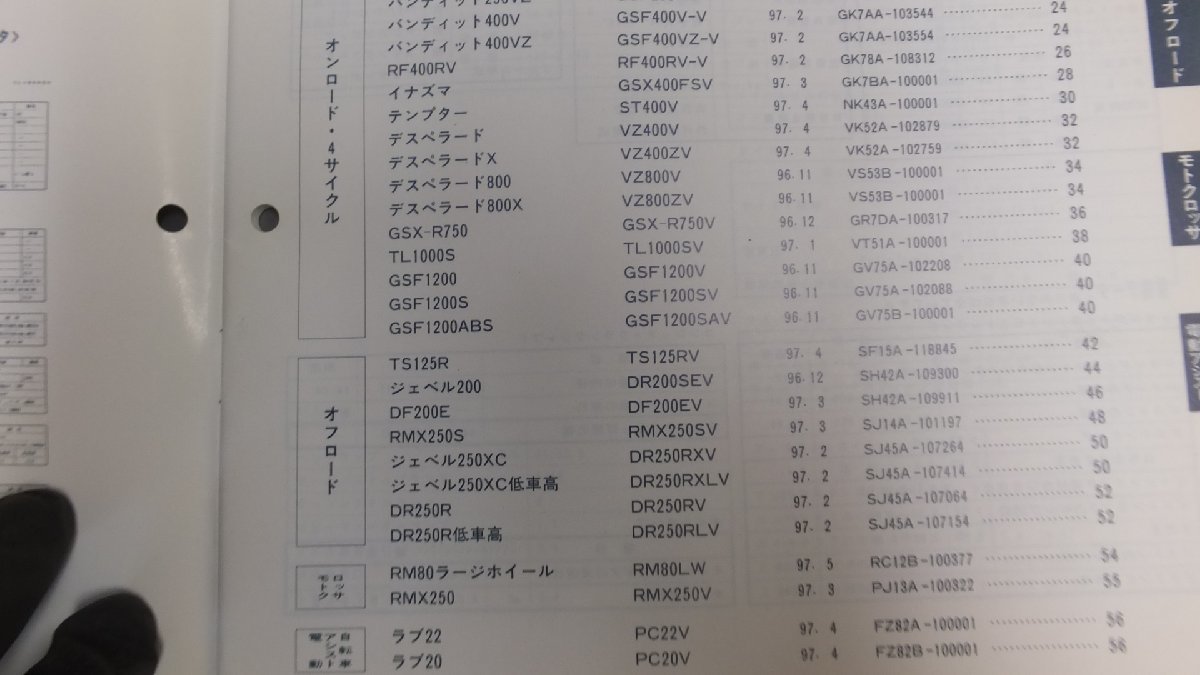 バンディット400V GSF400V-V 97. 2 GK7AA-103544 24
バンディット400VZ GSF400VZ-V 97. 2 GK7AA-103554 24
RF400RV RF400RV-V 97. 2 GK78A-108312 26
イナズマ GSX400FSV 97. 3 GK7BA-100001 28
テンプター ST400V 97. 4 NK43A-100001 30
デスペラード VZ400V 97. 4 VK52A-102879 32
デスペラードX VZ400ZV 97. 4 VK52A-102759 32
デスペラード800 VZ800V 96. 11 VS53B-100001 34
デスペラード800X VZ800ZV 96. 11 VS53B-100001 34
GSX-R750 GSX-R750V 96. 12 GR7DA-100317 36
TL1000S TL1000SV 97. 1 VT51A-100001 38
GSF1200 GSF1200V 96. 11 GV75A-102208 40
GSF1200S GSF1200SV 96. 11 GV75A-102088 40
GSF1200ABS GSF1200SAV 96. 11 GV75B-100001 40
オンロード・4サイクル
TS125R TS125RV 97. 4 SF15A-118845 42
ジェベル200 DR200SEV 96. 12 SH42A-109300 44
DF200E DF200EV 97. 3 SH42A-109911 46
RMX250S RMX250SV 97. 3 SJ14A-101197 48
ジェベル250XC DR250RXV 97. 2 SJ45A-107264 50
ジェベル250XC低車高 DR250RXLV 97. 2 SJ45A-107414 50
DR250R DR250RV 97. 2 SJ45A-107064 52
DR250R低車高 DR250RLV 97. 2 SJ45A-107154 52
オフロード
RM80ラージホイール RM80LW 97. 5 RC12B-100377 54
RMX250 RMX250V 97. 3 PJ13A-100322 55
モトクロッサ
ラブ22 PC22V 97. 4 FZ82A-100001 56
ラブ20 PC20V 97. 4 FZ82B-100001 56
電動アシスト自転車
オフロード
モトクロッサ